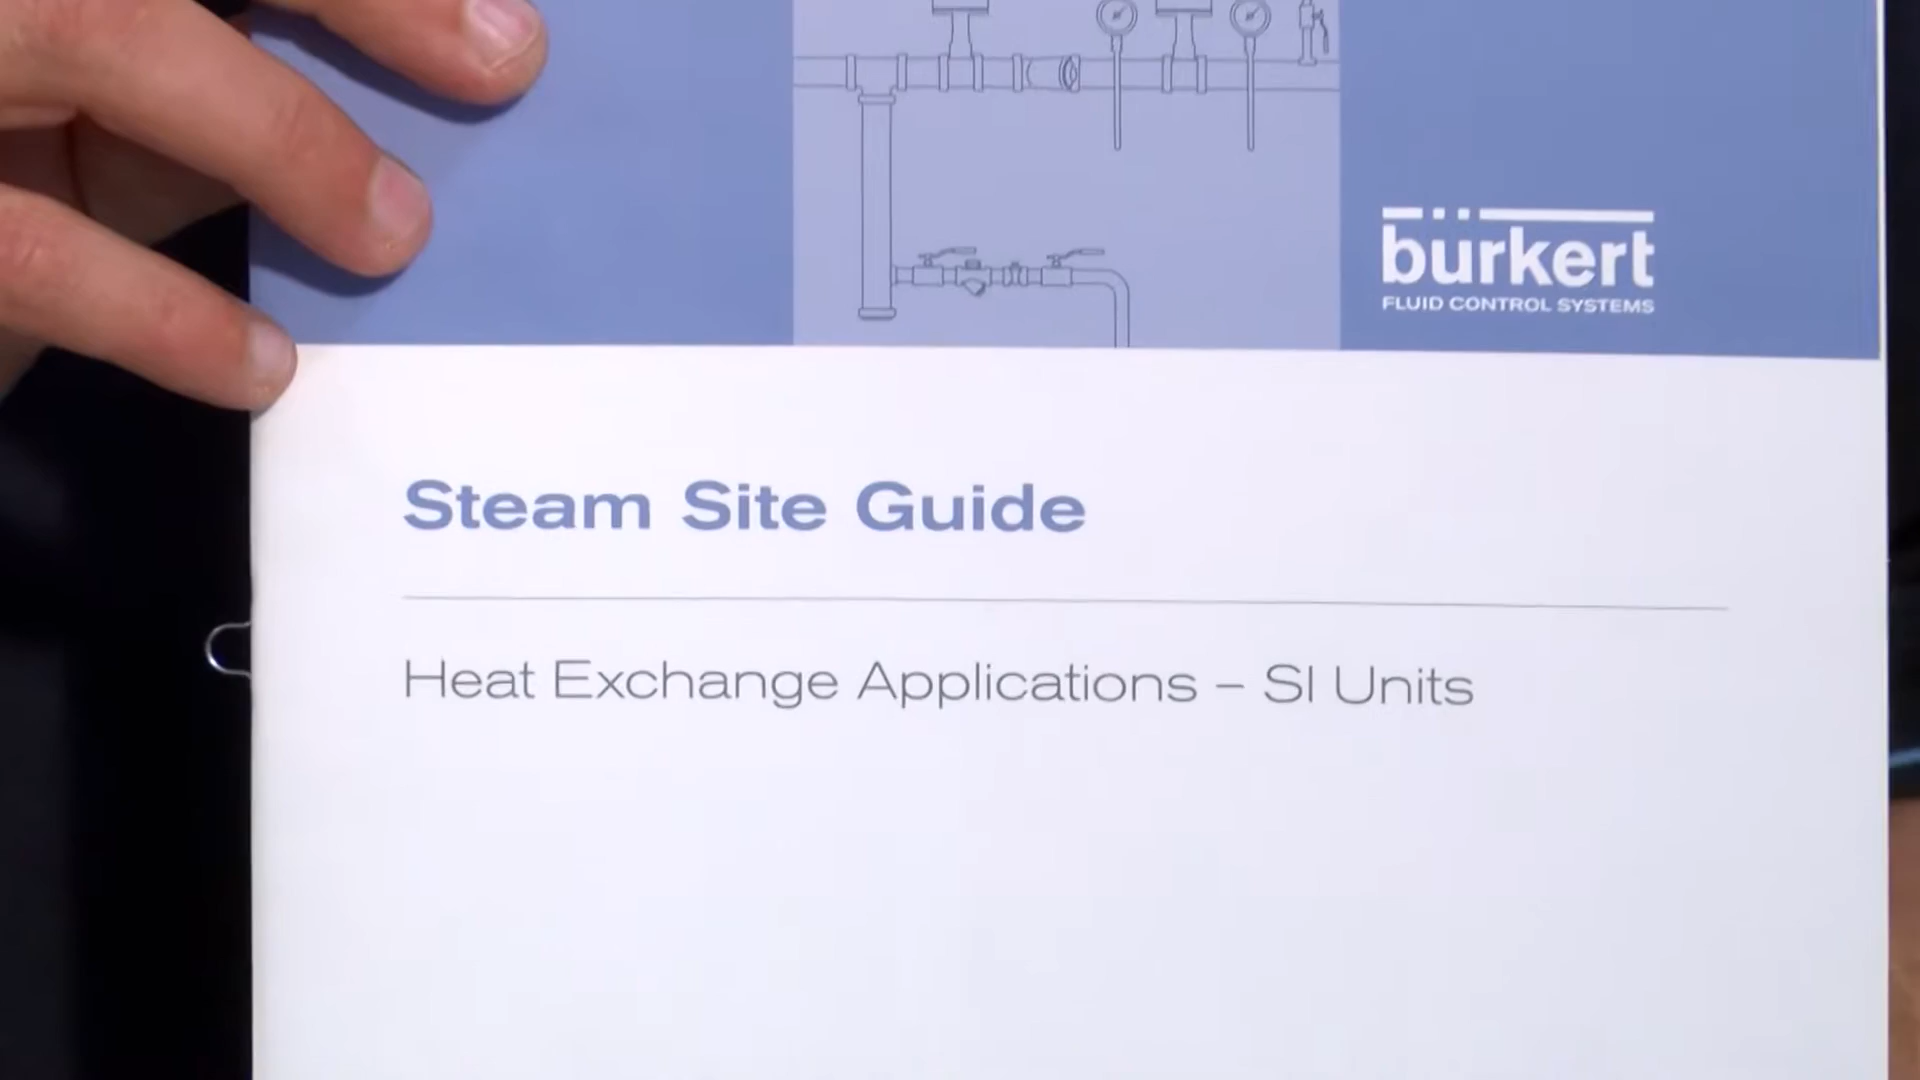 bürkert
FLUID CONTROL SYSTEMS
Steam Site Guide
Heat Exchange Applications – SI Units